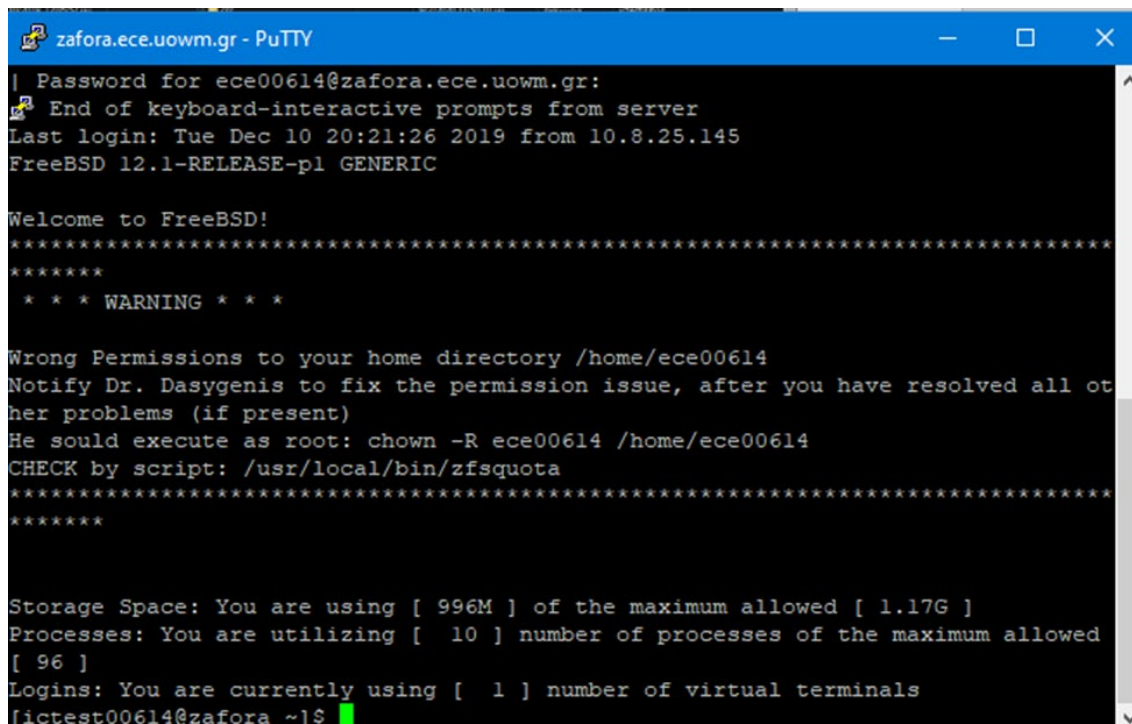 zafora.ece.uowm.gr - PuTTY
| Password for ece00614@zafora.ece.uowm.gr:
End of keyboard-interactive prompts from server
Last login: Tue Dec 10 20:21:26 2019 from 10.8.25.145
FreeBSD 12.1-RELEASE-p1 GENERIC
Welcome to FreeBSD!
********************************************************************************
*******
* * * WARNING * * *
Wrong Permissions to your home directory /home/ece00614
Notify Dr. Dasygenis to fix the permission issue, after you have resolved all ot
her problems (if present)
He sould execute as root: chown -R ece00614 /home/ece00614
CHECK by script: /usr/local/bin/zfsquota
********************************************************************************
*******
Storage Space: You are using [ 996M ] of the maximum allowed [ 1.17G ]
Processes: You are utilizing [  10 ] number of processes of the maximum allowed
[ 96 ]
Logins: You are currently using [  1 ] number of virtual terminals
[ictest00614@zafora ~]$